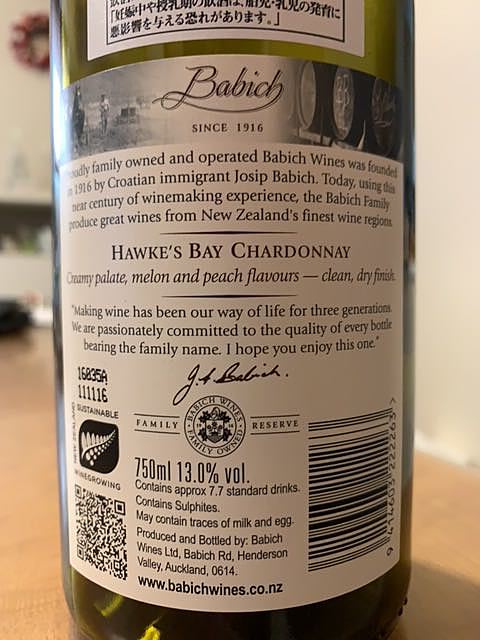 「妊娠中や授乳期の飲酒は、胎児・乳児の発育に
悪影響を与える恐れがあります。」
Babich
SINCE 1916
oudly family owned and operated Babich Wines was founded
in 1916 by Croatian immigrant Josip Babich. Today, using this
near century of winemaking experience, the Babich Family
produce great wines from New Zealand's finest wine regions.
HAWKE'S BAY CHARDONNAY
Creamy palate, melon and peach flavours — clean, dry finish.
"Making wine has been our way of life for three generations.
We are passionately committed to the quality of every bottle
bearing the family name. I hope you enjoy this one."
J.A. Babich.
16835A
111116
SUSTAINABLE
NEW ZEALAND
WINEGROWING
FAMILY RESERVE
BABICH WINES
FAMILY OWNED
750ml 13.0% vol.
Contains approx 7.7 standard drinks.
Contains Sulphites.
May contain traces of milk and egg.
Produced and Bottled by: Babich
Wines Ltd, Babich Rd, Henderson
Valley, Auckland, 0614.
www.babichwines.co.nz
9 414603 222263 >